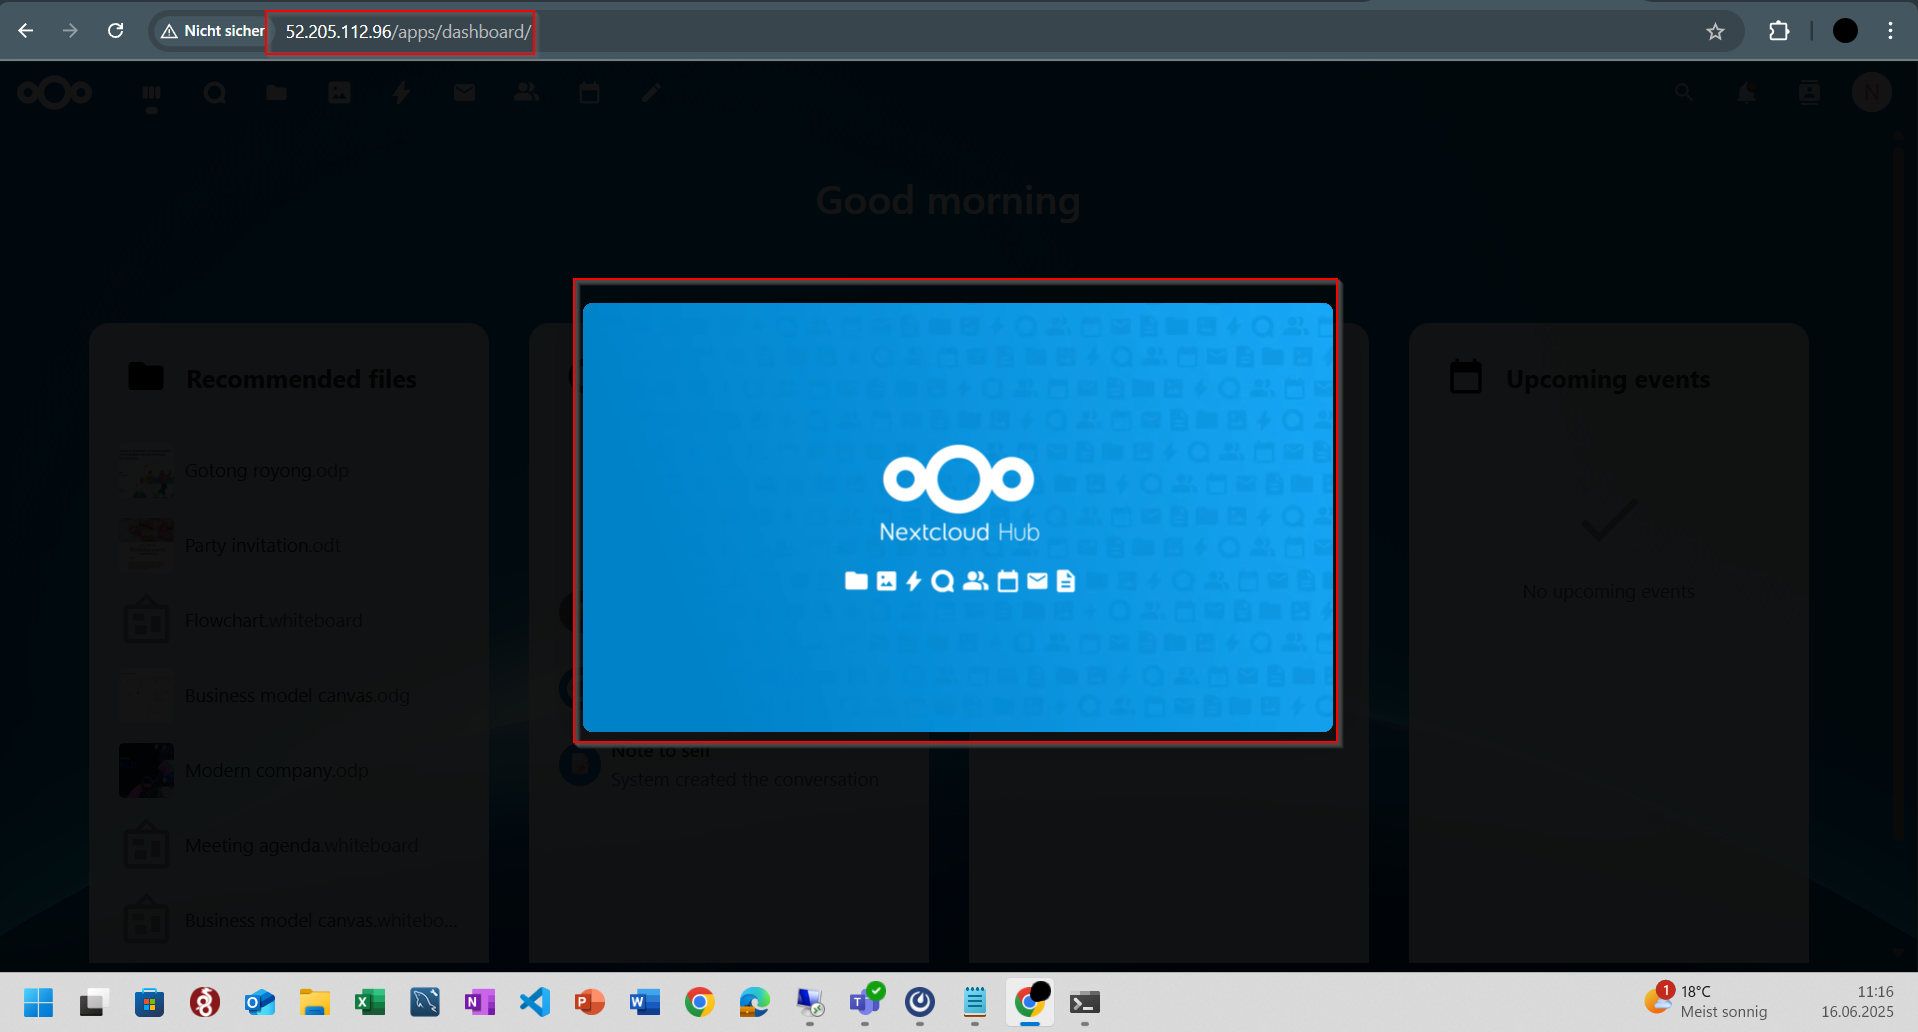 Nicht sicher
52.205.112.96/apps/dashboard/
N
Good morning
Recommended files
Gotong royong.odp
Party invitation.odt
Flowchart.whiteboard
Business model canvas.odg
Modern company.odp
Meeting agenda.whiteboard
Business model canvas.whitebo...
Nextcloud Hub
Note to self
System created the conversation
Upcoming events
No upcoming events
1
18°C
Meist sonnig
11:16
16.06.2025